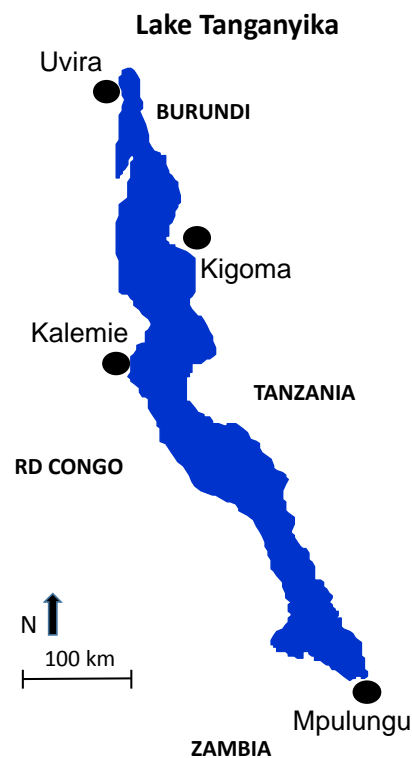 Lake Tanganyika
Uvira
BURUNDI
Kigoma
Kalemie
TANZANIA
RD CONGO
N
100 km
Mpulungu
ZAMBIA